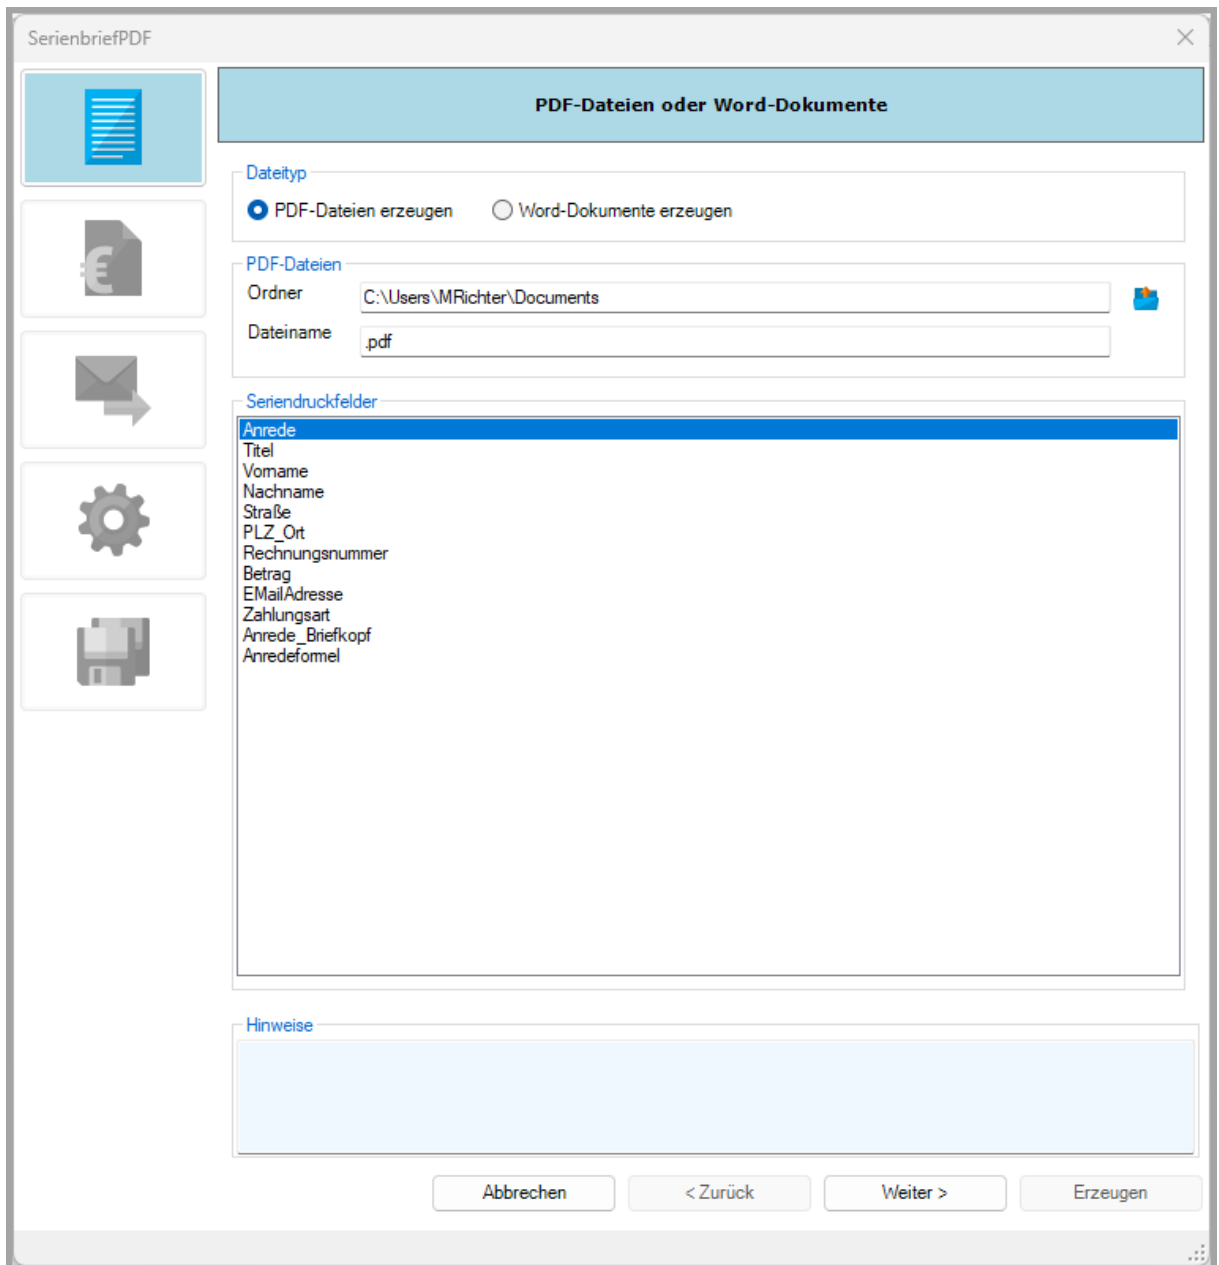 SerienbriefPDF
PDF-Dateien oder Word-Dokumente
Dateityp
PDF-Dateien erzeugen Word-Dokumente erzeugen
PDF-Dateien
Ordner C:\Users\MRichter\Documents
Dateiname .pdf
Seriendruckfelder
Anrede
Titel
Vorname
Nachname
Straße
PLZ_Ort
Rechnungsnummer
Betrag
EMailAdresse
Zahlungsart
Anrede_Briefkopf
Anredeformel
Hinweise
Abbrechen < Zurück Weiter > Erzeugen